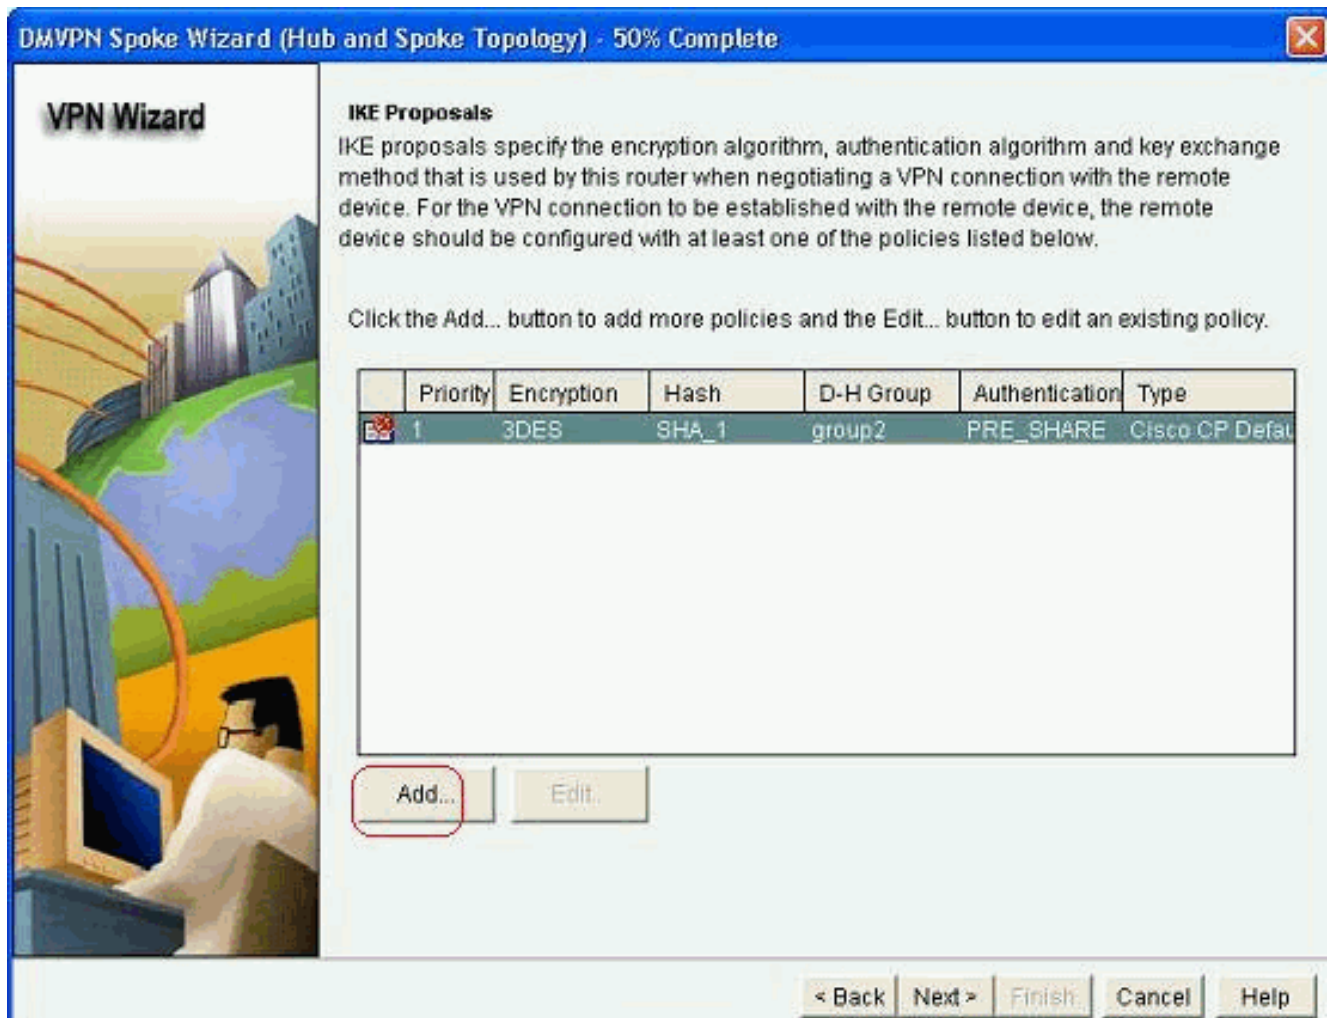 DMVPN Spoke Wizard (Hub and Spoke Topology) - 50% Complete
VPN Wizard
IKE Proposals
IKE proposals specify the encryption algorithm, authentication algorithm and key exchange
method that is used by this router when negotiating a VPN connection with the remote
device. For the VPN connection to be established with the remote device, the remote
device should be configured with at least one of the policies listed below.
Click the Add... button to add more policies and the Edit... button to edit an existing policy.
Priority Encryption Hash D-H Group Authentication Type
1 3DES SHA_1 group2 PRE_SHARE Cisco CP Defau
Add... Edit...
< Back Next > Finish Cancel Help